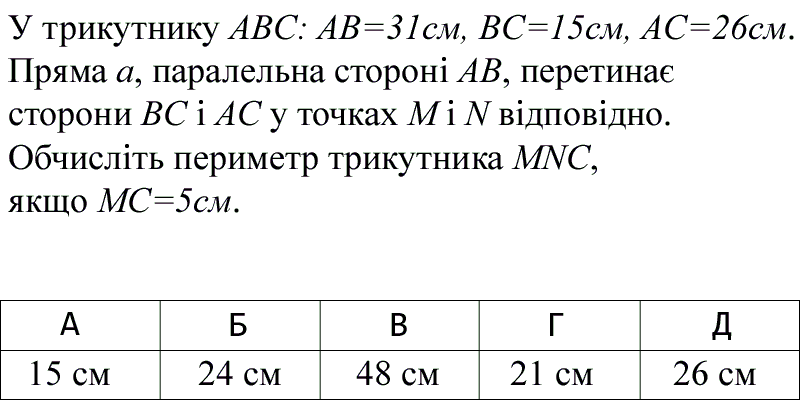 У трикутнику ABC: AB=31см, BC=15см, AC=26см.
Пряма a, паралельна стороні AB, перетинає
сторони BC і AC у точках M і N відповідно.
Обчисліть периметр трикутника MNC,
якщо MC=5см.
А Б В Г Д
15 см 24 см 48 см 21 см 26 см